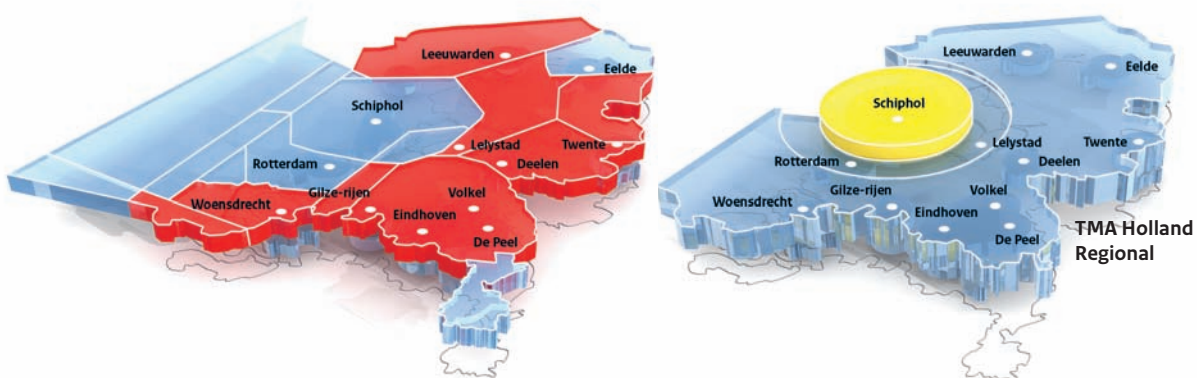 Leeuwarden
Eelde
Schiphol
Lelystad
Twente
Deelen
Rotterdam
Gilze-rijen
Woensdrecht
Volkel
Eindhoven
De Peel
Leeuwarden
Eelde
Schiphol
Lelystad
Twente
Deelen
Rotterdam
Gilze-rijen
Woensdrecht
Volkel
Eindhoven
De Peel
TMA Holland
Regional